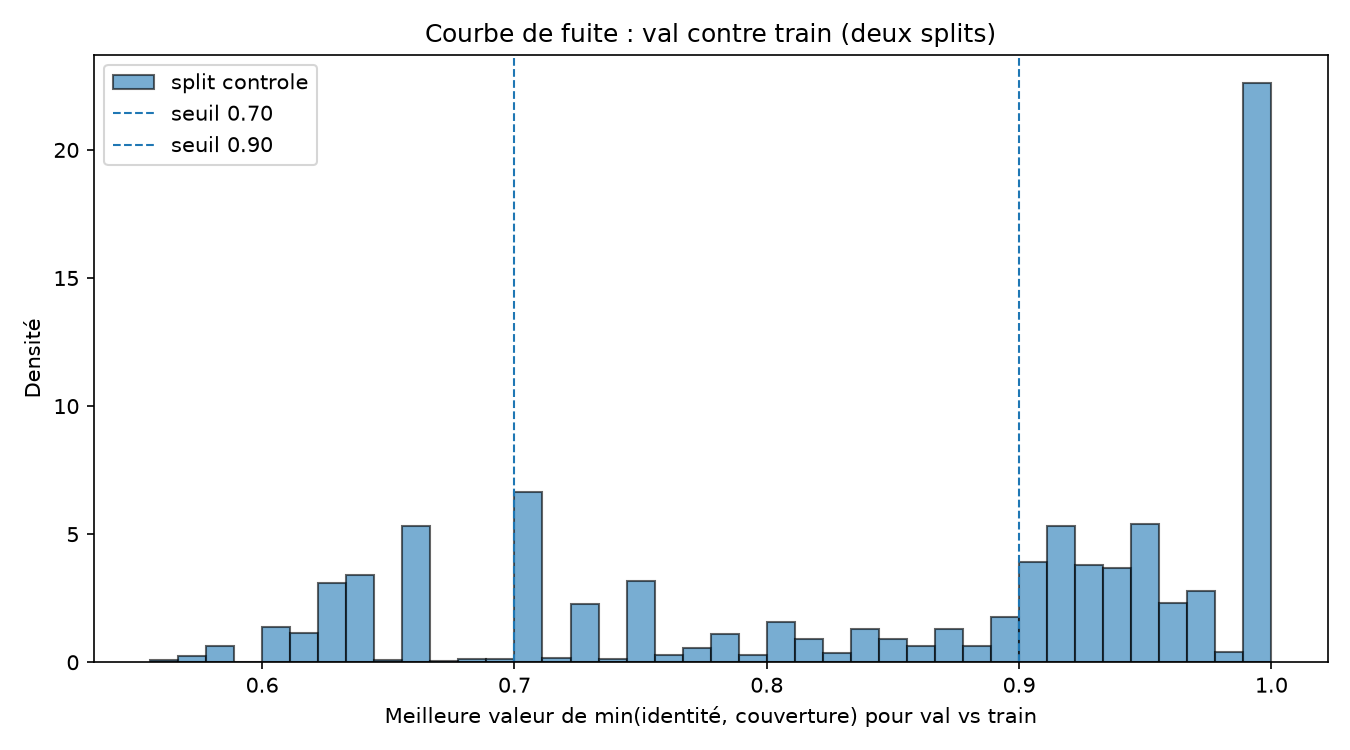 Courbe de fuite : val contre train (deux splits)
split controle
seuil 0.70
seuil 0.90
Densité
20
15
10
5
0
0.6 0.7 0.8 0.9 1.0
Meilleure valeur de min(identité, couverture) pour val vs train